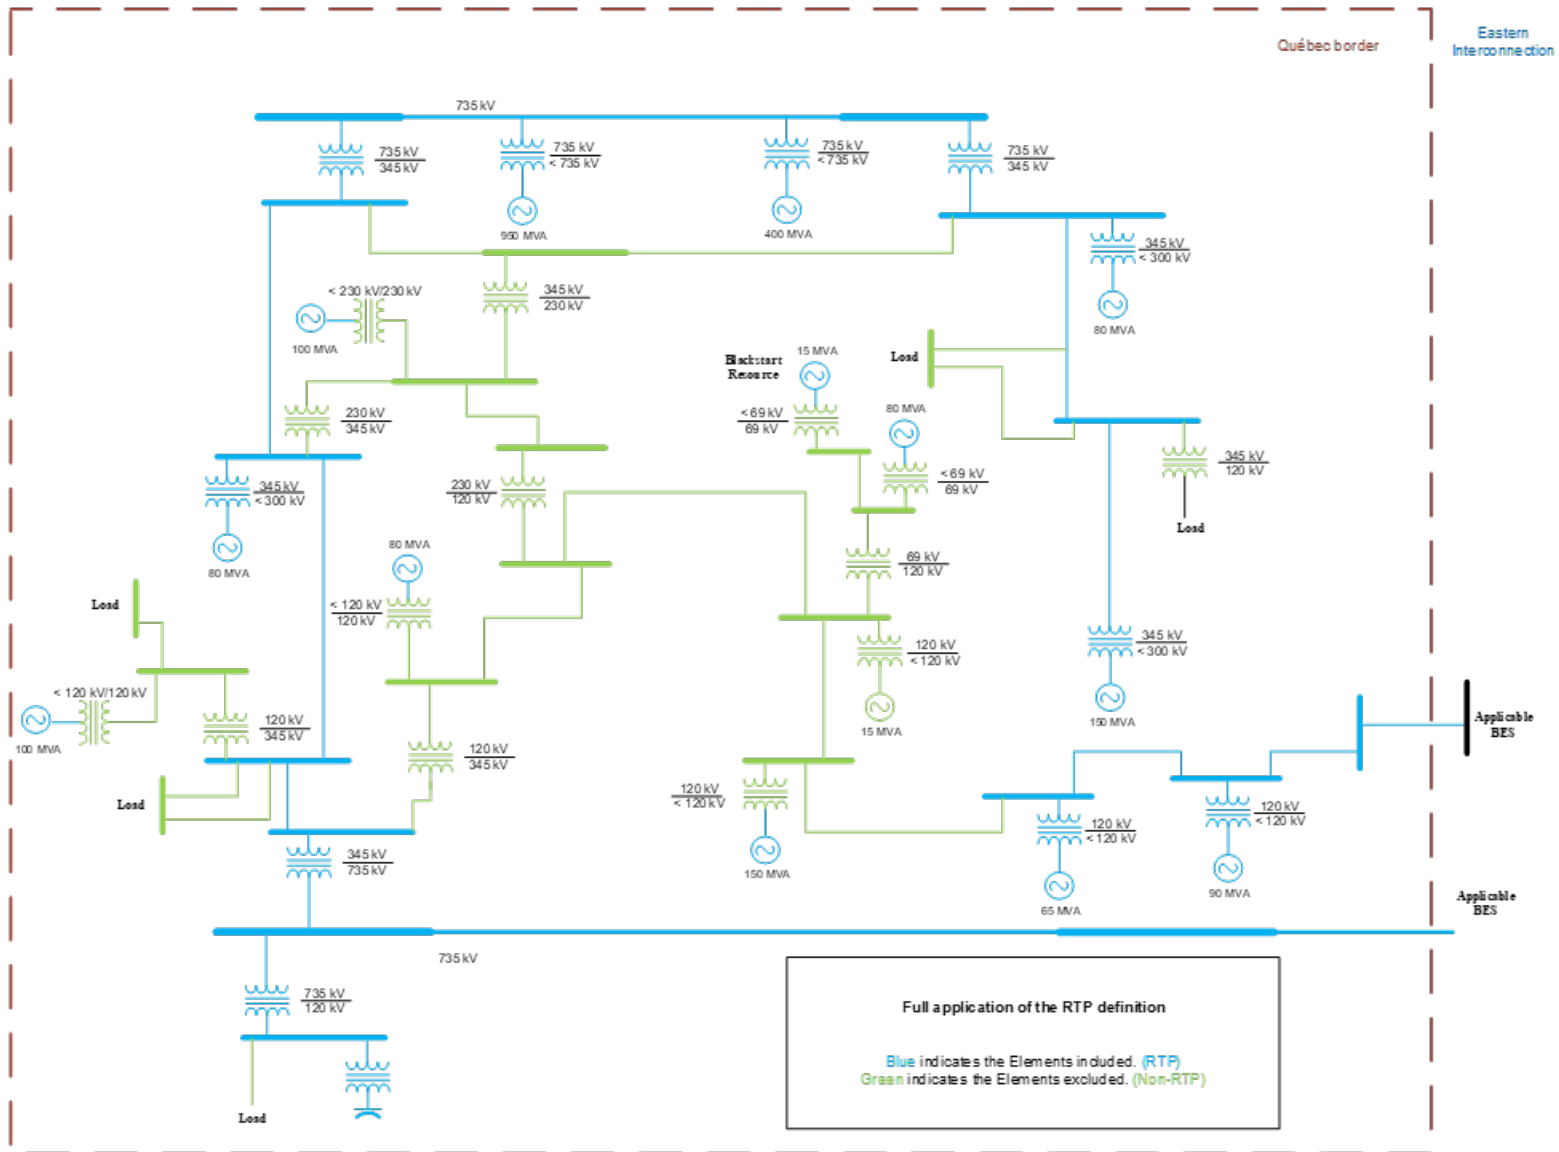 Québec border
Eastern
Interconnection
735 kV
735 kV
345 kV
735 kV
< 735 kV
735 kV
< 735 kV
735 kV
345 kV
950 MVA
400 MVA
345 kV
< 300 kV
80 MVA
< 230 kV/230 kV
100 MVA
345 kV
230 kV
Blackstart
Resource
15 MVA
Load
< 69 kV
69 kV
80 MVA
230 kV
345 kV
< 69 kV
69 kV
345 kV
120 kV
Load
345 kV
< 300 kV
80 MVA
230 kV
120 kV
80 MVA
69 kV
120 kV
Load
< 120 kV
120 kV
120 kV
< 120 kV
345 kV
< 300 kV
< 120 kV/120 kV
100 MVA
120 kV
345 kV
15 MVA
150 MVA
Applicable
BES
120 kV
345 kV
Load
120 kV
< 120 kV
120 kV
< 120 kV
120 kV
< 120 kV
345 kV
735 kV
150 MVA
65 MVA
90 MVA
Applicable
BES
735 kV
735 kV
120 kV
Load
Full application of the RTP definition
Blue indicates the Elements included. (RTP)
Green indicates the Elements excluded. (Non-RTP)